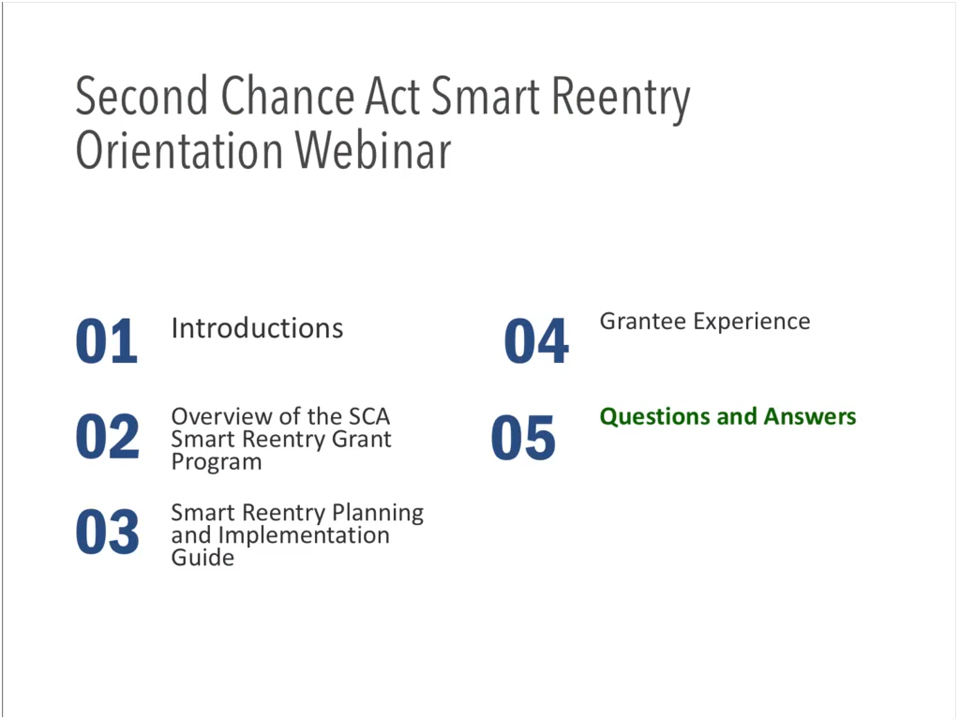 Second Chance Act Smart Reentry
Orientation Webinar
01
Introductions
02
Overview of the SCA
Smart Reentry Grant
Program
03
Smart Reentry Planning
and Implementation
Guide
04
Grantee Experience
05
Questions and Answers